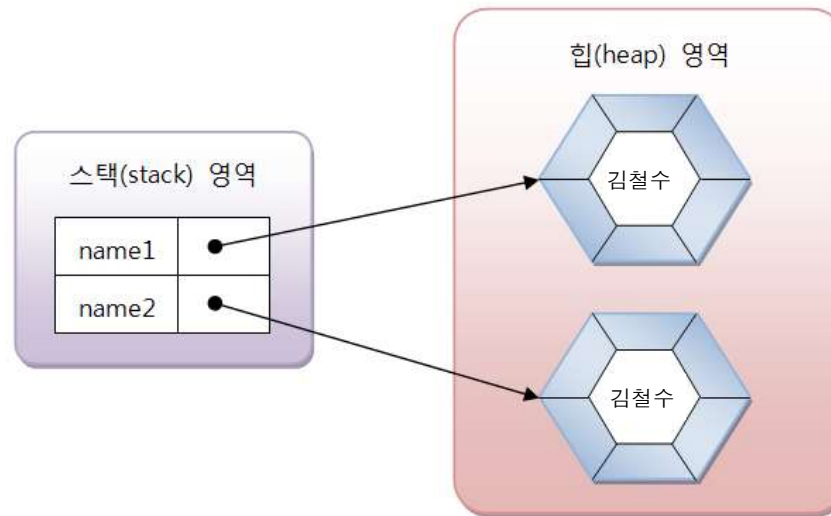 스택(stack) 영역
name1
name2
힙(heap) 영역
김철수
김철수